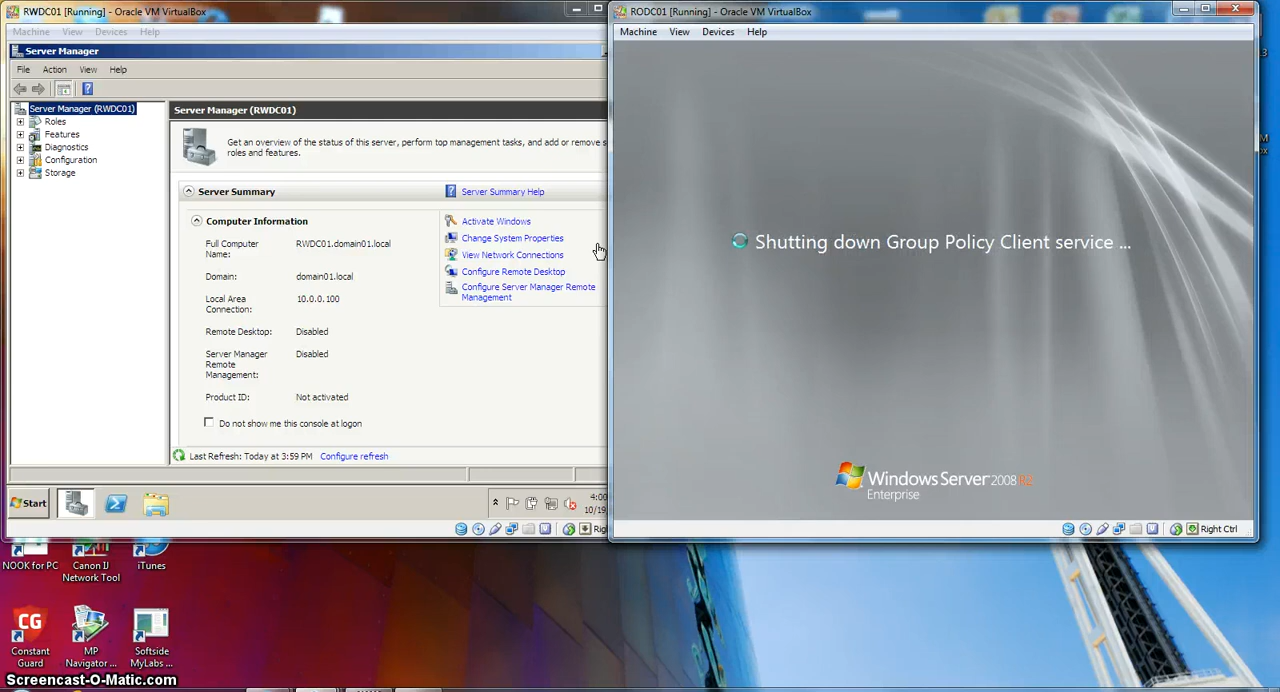 RWDC01 [Running] - Oracle VM VirtualBox
Machine View Devices Help
Server Manager
File Action View Help
Server Manager (RWDC01)
Roles
Features
Diagnostics
Configuration
Storage
Server Manager (RWDC01)
Get an overview of the status of this server, perform top management tasks, and add or remove s
roles and features.
Server Summary
Server Summary Help
Computer Information
Full Computer
Name:
RWDC01.domain01.local
Domain:
domain01.local
Local Area
Connection:
10.0.0.100
Remote Desktop:
Disabled
Server Manager
Remote
Management:
Disabled
Product ID:
Not activated
Do not show me this console at logon
Activate Windows
Change System Properties
View Network Connections
Configure Remote Desktop
Configure Server Manager Remote
Management
Last Refresh: Today at 3:59 PM Configure refresh
Start
4:00
10/19
Rig
RODC01 [Running] - Oracle VM VirtualBox
Machine View Devices Help
Shutting down Group Policy Client service ...
Windows Server 2008 R2
Enterprise
Right Ctrl
NOOK for PC
Canon IJ
Network Tool
iTunes
CG
Constant
Guard
MP
Navigator ...
Softside
MyLabs ...
Screencast-O-Matic.com